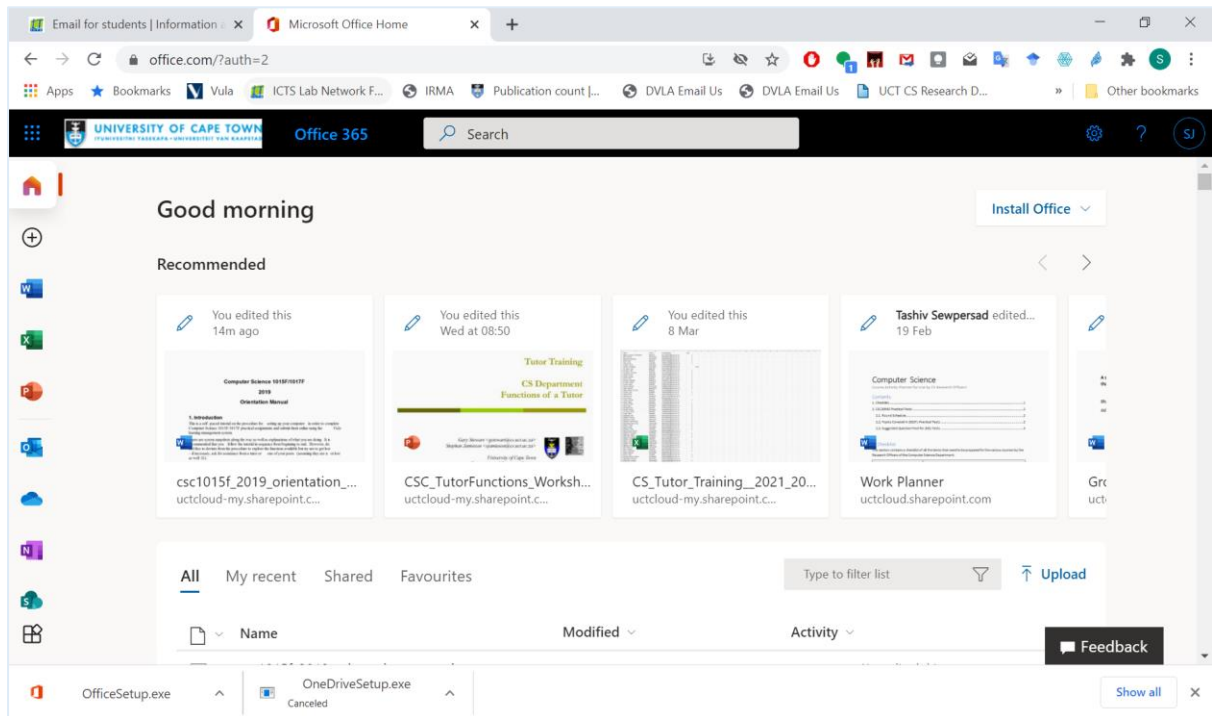 Email for students | Information
Microsoft Office Home
office.com/?auth=2
Apps
Bookmarks
Vula
ICTS Lab Network F...
IRMA
Publication count |...
DVLA Email Us
DVLA Email Us
UCT CS Research D...
»
Other bookmarks
UNIVERSITY OF CAPE TOWN
Office 365
Search
SJ
Good morning
Install Office
Recommended
You edited this
14m ago
Computer Science 1015F/1017F
2019
Orientation Manual
1. Introduction
csc1015f_2019_orientation_...
uctcloud-my.sharepoint.c...
You edited this
Wed at 08:50
Tutor Training
CS Department
Functions of a Tutor
University of Cape Town
CSC_TutorFunctions_Worksh...
uctcloud-my.sharepoint.c...
You edited this
8 Mar
CS_Tutor_Training__2021_20...
uctcloud-my.sharepoint.c...
Tashiv Sewpersad edited...
19 Feb
Computer Science
Work Planner
uctcloud.sharepoint.com
All
My recent
Shared
Favourites
Type to filter list
Upload
Name
Modified
Activity
Feedback
OfficeSetup.exe
OneDriveSetup.exe
Canceled
Show all